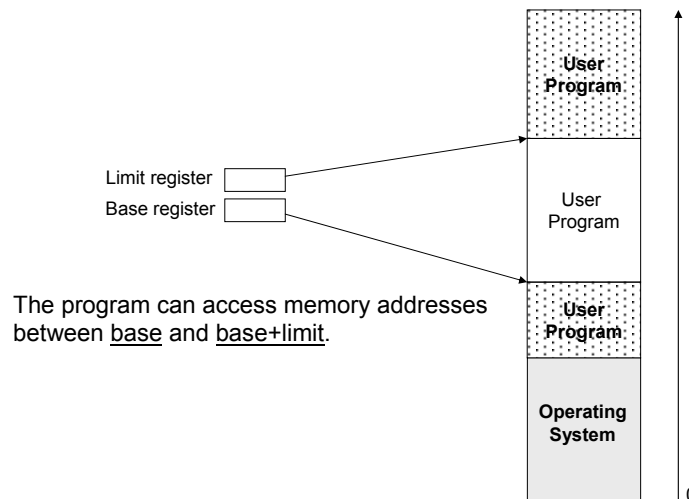 User
Program
Limit register
Base register
User
Program
The program can access memory addresses
between base and base+limit.
User
Program
Operating
System